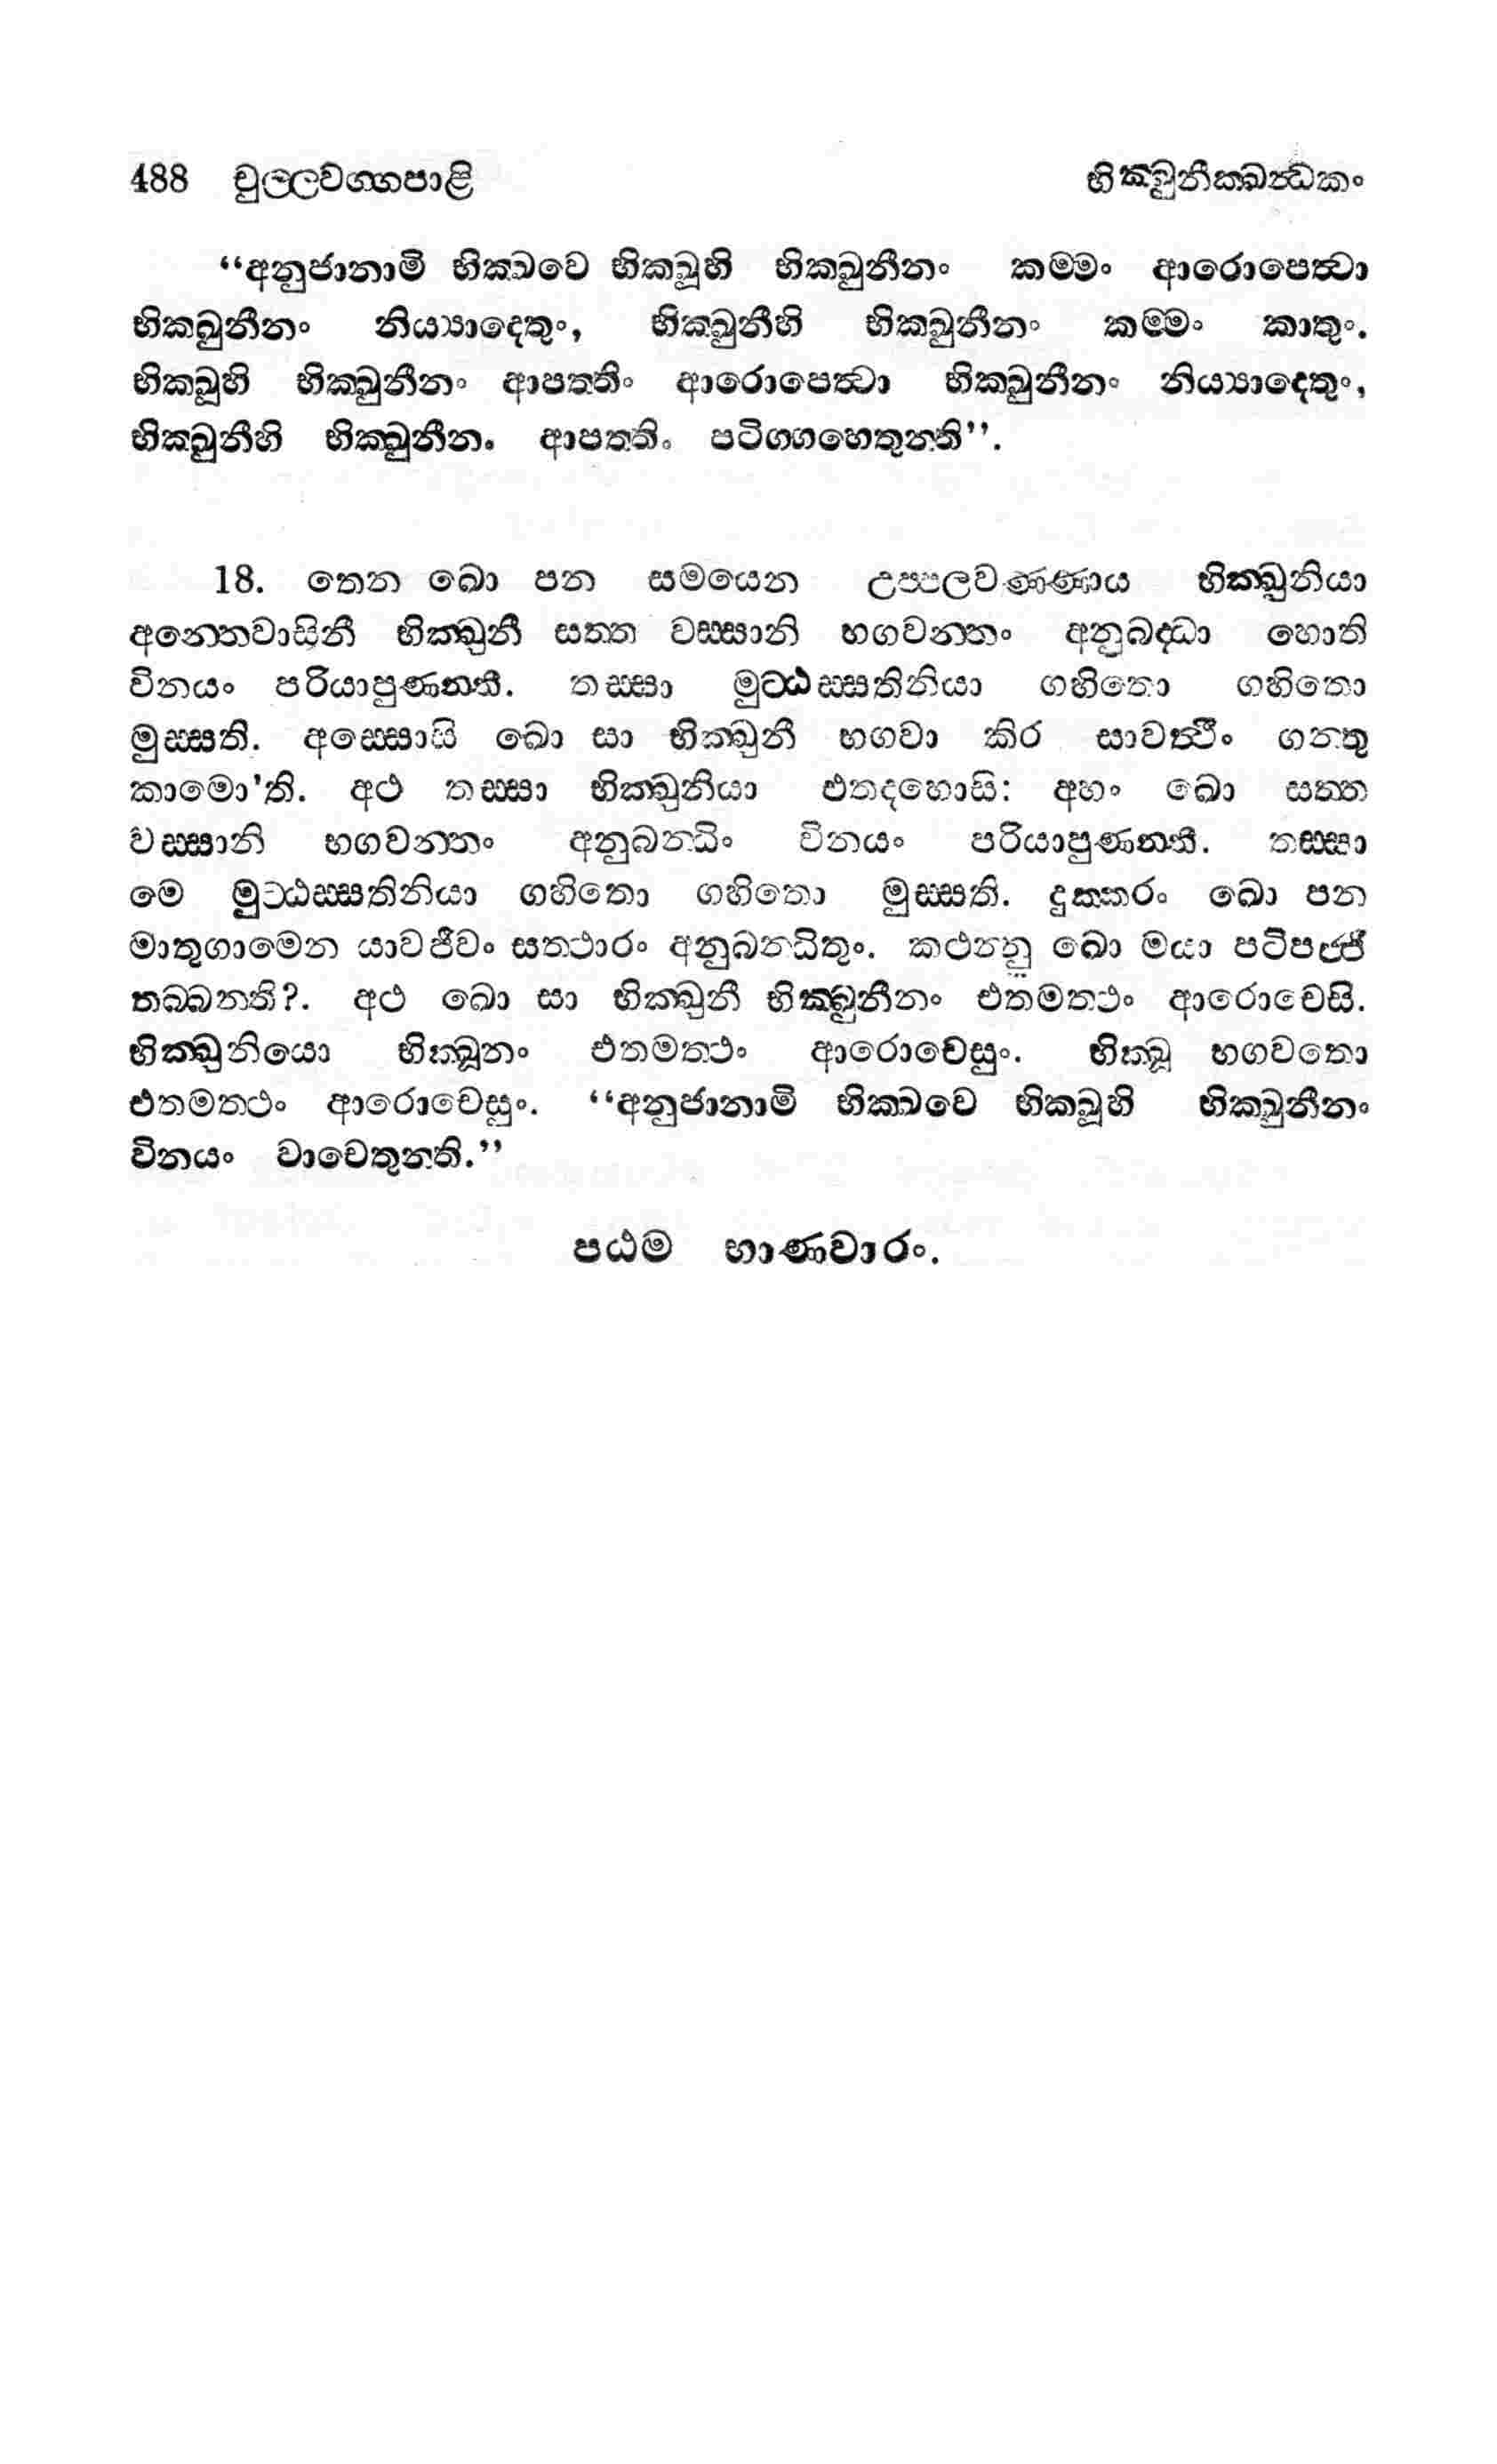 488 චුල්ලවග්ගපාළි භික්ඛුනීක්ඛන්ධකං
“අනුජානාමි භික්ඛවෙ භික්ඛූහි භික්ඛුනීනං කම්මං ආරොපෙත්වා
භික්ඛුනීනං නිය්‍යාදෙතුං, භික්ඛුනීහි භික්ඛුනීනං කම්මං කාතුං.
භික්ඛූහි භික්ඛුනීනං ආපත්තිං ආරොපෙත්වා භික්ඛුනීනං නිය්‍යාදෙතුං,
භික්ඛුනීහි භික්ඛුනීනං ආපත්තිං පටිග්ගහෙතුන්ති”.
18. තෙන ඛො පන සමයෙන උප්පලවණ්ණාය භික්ඛුනියා
අන්තෙවාසිනී භික්ඛුනී සත්ත වස්සානි භගවන්තං අනුබද්ධා හොති
විනයං පරියාපුණන්තී. තස්සා මුට්ඨස්සතිනියා ගහිතො ගහිතො
මුස්සති. අස්සොසි ඛො සා භික්ඛුනී භගවා කිර සාවත්ථිං ගන්තු
කාමො'ති. අථ තස්සා භික්ඛුනියා එතදහොසි: අහං ඛො සත්ත
වස්සානි භගවන්තං අනුබන්ධිං විනයං පරියාපුණන්තී. තස්සා
මෙ මුට්ඨස්සතිනියා ගහිතො ගහිතො මුස්සති. දුක්කරං ඛො පන
මාතුගාමෙන යාවජීවං සත්ථාරං අනුබන්ධිතුං. කථන්නු ඛො මයා පටිපජ්ජි
තබ්බන්ති?. අථ ඛො සා භික්ඛුනී භික්ඛුනීනං එතමත්ථං ආරොචෙසි.
භික්ඛුනියො භික්ඛූනං එතමත්ථං ආරොචෙසුං. භික්ඛූ භගවතො
එතමත්ථං ආරොචෙසුං. “අනුජානාමි භික්ඛවෙ භික්ඛූහි භික්ඛුනීනං
විනයං වාචෙතුන්ති.”
පඨම භාණවාරං.